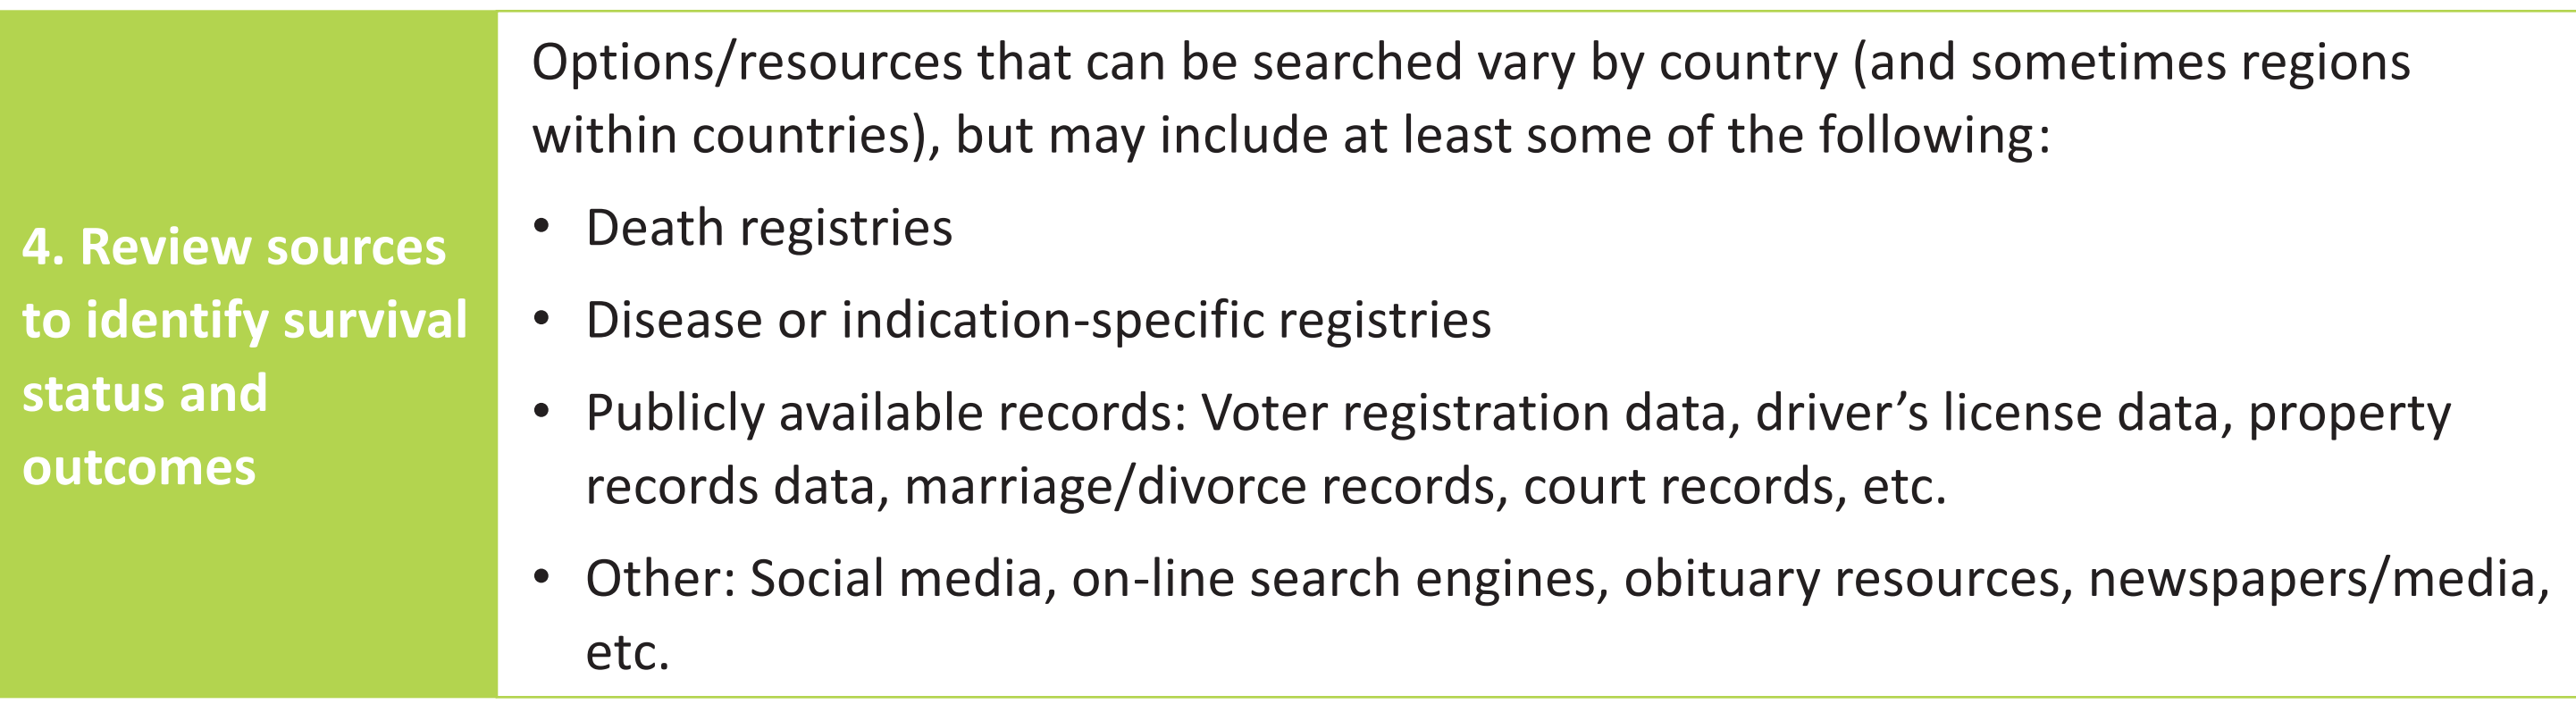 4. Review sources
to identify survival
status and
outcomes
Options/resources that can be searched vary by country (and sometimes regions
within countries), but may include at least some of the following:
• Death registries
• Disease or indication-specific registries
• Publicly available records: Voter registration data, driver’s license data, property
records data, marriage/divorce records, court records, etc.
• Other: Social media, on-line search engines, obituary resources, newspapers/media,
etc.